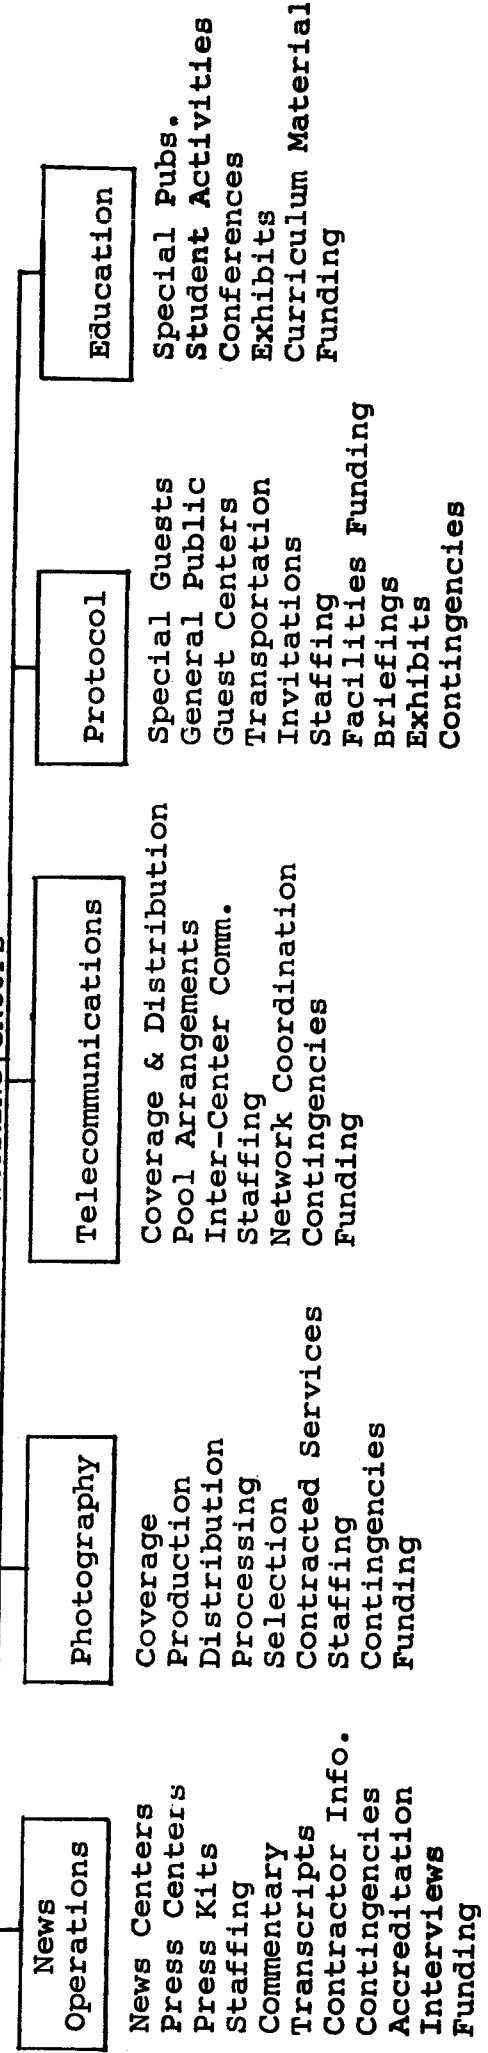 News
Operations
News Centers
Press Centers
Press Kits
Staffing
Commentary
Transcripts
Contractor Info.
Contingencies
Accreditation
Interviews
Funding
Photography
Coverage
Production
Distribution
Processing
Selection
Contracted Services
Staffing
Contingencies
Funding
Telecommunications
Coverage & Distribution
Pool Arrangements
Inter-Center Comm.
Staffing
Network Coordination
Contingencies
Funding
Protocol
Special Guests
General Public
Guest Centers
Transportation
Invitations
Staffing
Facilities Funding
Briefings
Exhibits
Contingencies
Education
Special Pubs.
Student Activities
Conferences
Exhibits
Curriculum Material
Funding